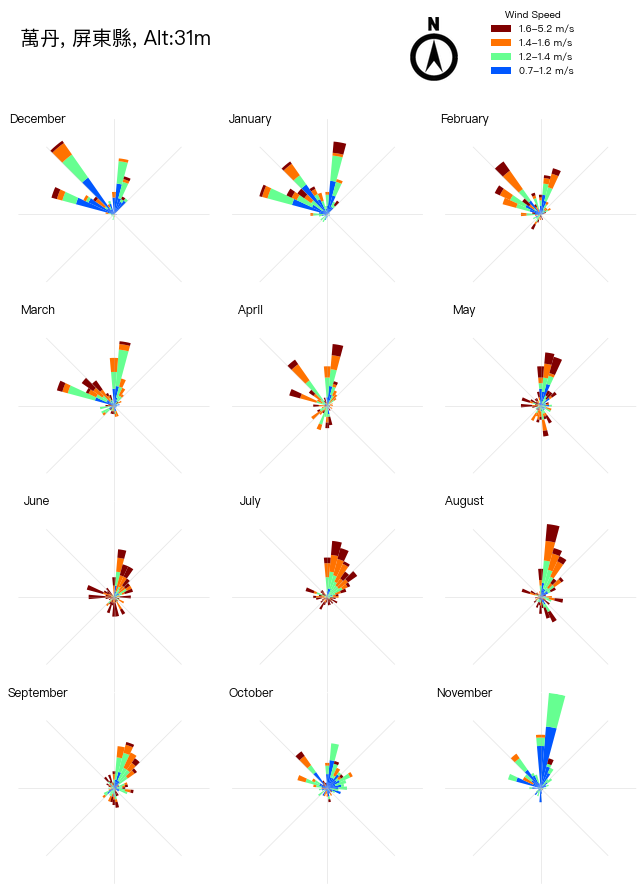 萬丹, 屏東縣, Alt:31m
N
Wind Speed
1.6–5.2 m/s
1.4–1.6 m/s
1.2–1.4 m/s
0.7–1.2 m/s
December
January
February
March
April
May
June
July
August
September
October
November